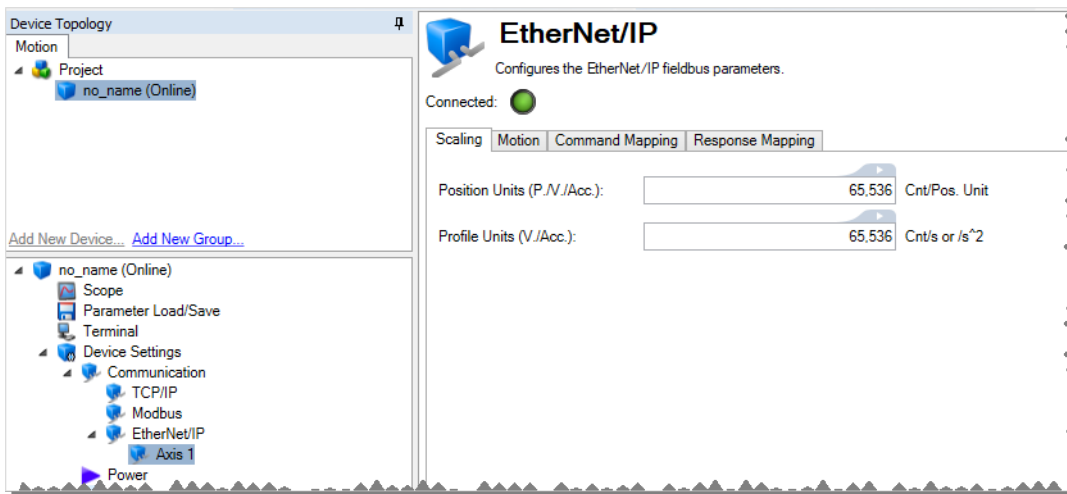 Device Topology
Motion
Project
no_name (Online)
Add New Device... Add New Group...
no_name (Online)
Scope
Parameter Load/Save
Terminal
Device Settings
Communication
TCP/IP
Modbus
EtherNet/IP
Axis 1
Power
EtherNet/IP
Configures the EtherNet/IP fieldbus parameters.
Connected:
Scaling Motion Command Mapping Response Mapping
Position Units (P./V./Acc.): 65,536 Cnt/Pos. Unit
Profile Units (V./Acc.): 65,536 Cnt/s or /s^2